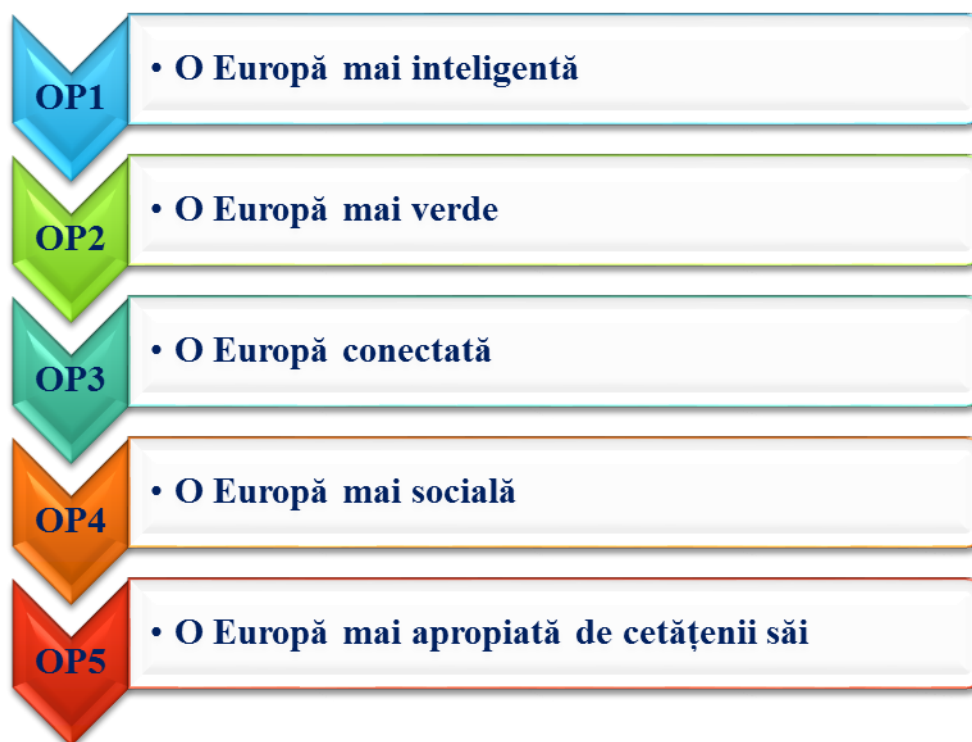 OP1
• O Europă mai inteligentă
OP2
• O Europă mai verde
OP3
• O Europă conectată
OP4
• O Europă mai socială
OP5
• O Europă mai apropiată de cetățenii săi